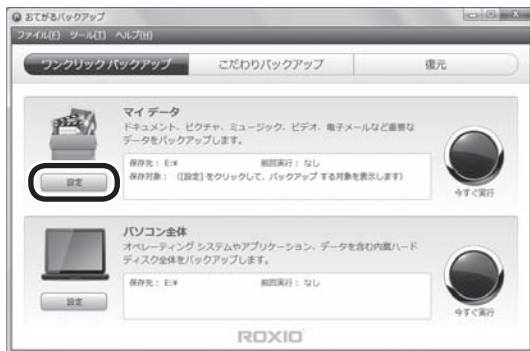 おてがるバックアップ
ファイル(F) ツール(T) ヘルプ(H)
ワンクリックバックアップ こだわりバックアップ 復元
マイ データ
ドキュメント、ピクチャ、ミュージック、ビデオ、電子メールなど重要な
データをバックアップします。
保存先： E:¥ 前回実行： なし
保存対象： （[設定] をクリックして、バックアップ する対象を表示します）
設定
今すぐ実行
パソコン全体
オペレーティング システムやアプリケーション、データを含む内蔵ハード
ディスク全体をバックアップします。
保存先： E:¥ 前回実行： なし
設定
今すぐ実行
ROXIO